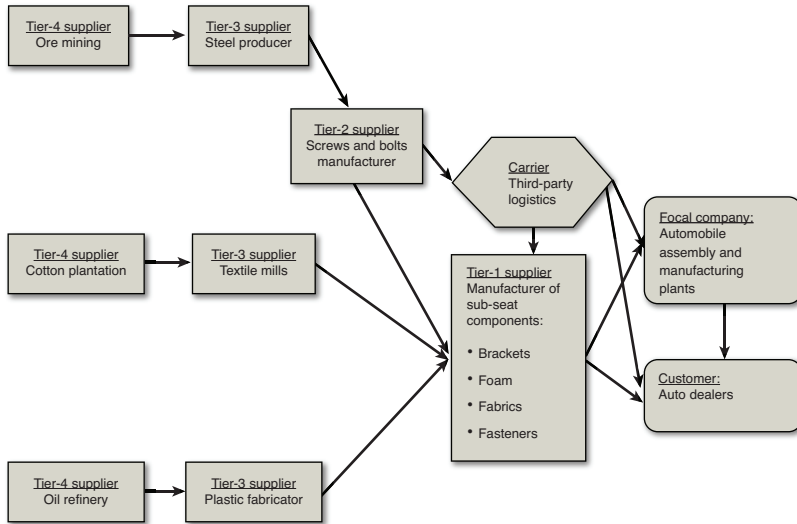 Tier-4 supplier
Ore mining
Tier-3 supplier
Steel producer
Tier-2 supplier
Screws and bolts
manufacturer
Carrier
Third-party
logistics
Focal company:
Automobile
assembly and
manufacturing
plants
Tier-4 supplier
Cotton plantation
Tier-3 supplier
Textile mills
Tier-1 supplier
Manufacturer of
sub-seat
components:
• Brackets
• Foam
• Fabrics
• Fasteners
Customer:
Auto dealers
Tier-4 supplier
Oil refinery
Tier-3 supplier
Plastic fabricator